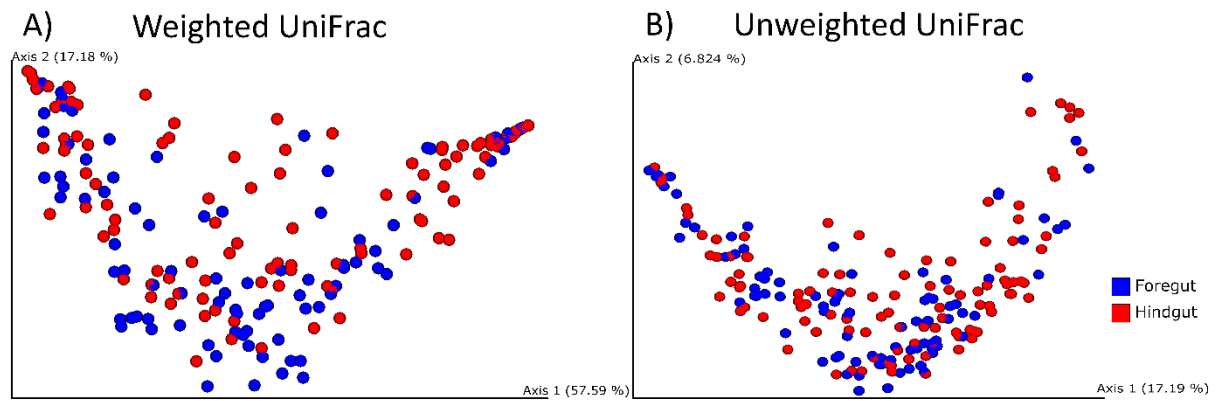 A) Weighted UniFrac
Axis 2 (17.18 %)
Axis 1 (57.59 %)
B) Unweighted UniFrac
Axis 2 (6.824 %)
Axis 1 (17.19 %)
Foregut
Hindgut